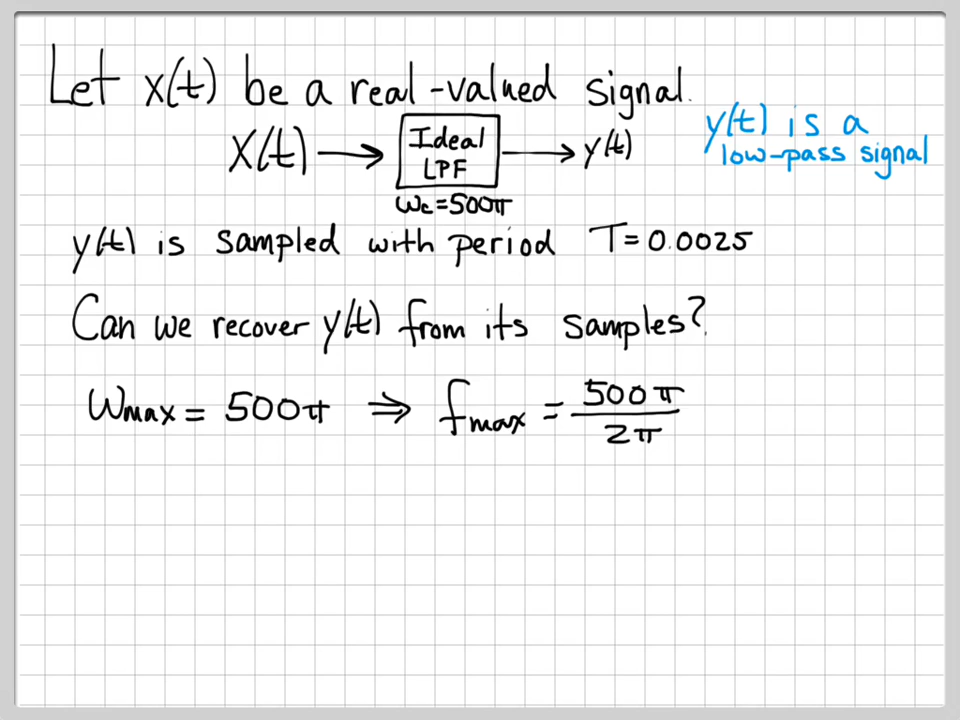 Let x(t) be a real-valued signal.
X(t) → Ideal LPF → y(t)
ωc = 500π
y(t) is a
low-pass signal
y(t) is sampled with period T = 0.0025
Can we recover y(t) from its samples?
ωmax = 500π ⇒ fmax = 500π / 2π